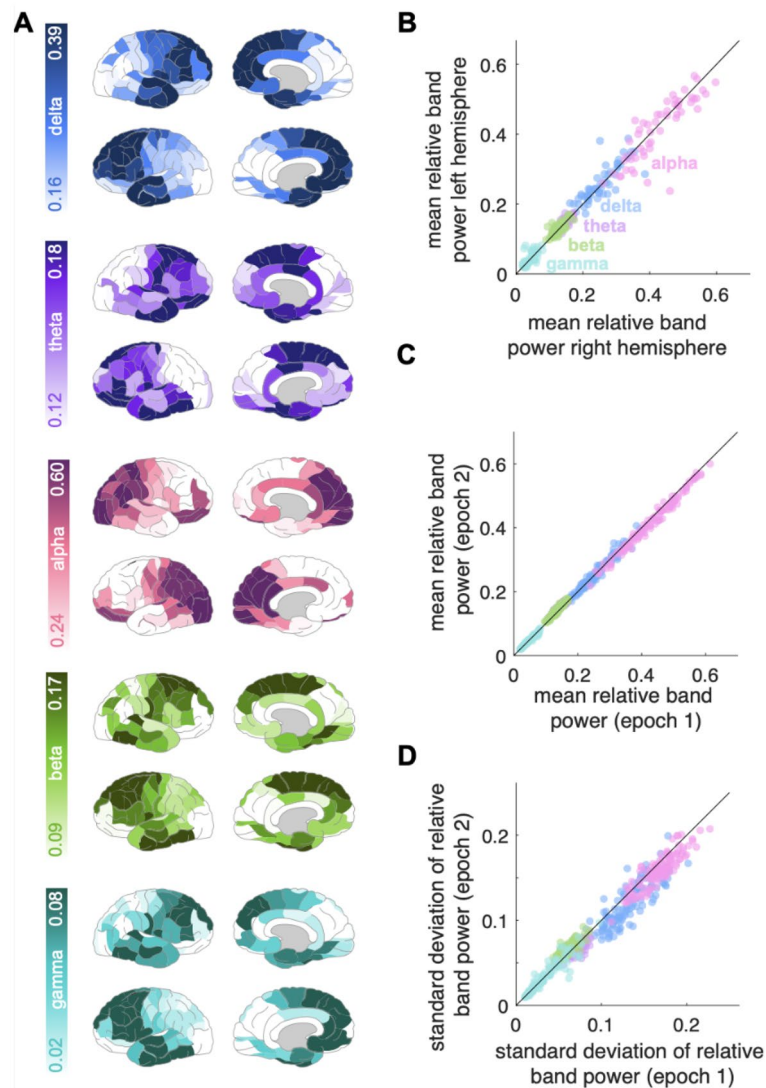 A
0.39
delta
0.16
0.18
theta
0.12
0.60
alpha
0.24
0.17
beta
0.09
0.08
gamma
0.02
B
mean relative band
power left hemisphere
0.6
0.4
0.2
0
alpha
delta
theta
beta
gamma
0 0.2 0.4 0.6
mean relative band
power right hemisphere
C
mean relative band
power (epoch 2)
0.6
0.4
0.2
0
0 0.2 0.4 0.6
mean relative band
power (epoch 1)
D
standard deviation of relative
band power (epoch 2)
0.2
0.1
0
0 0.1 0.2
standard deviation of relative
band power (epoch 1)